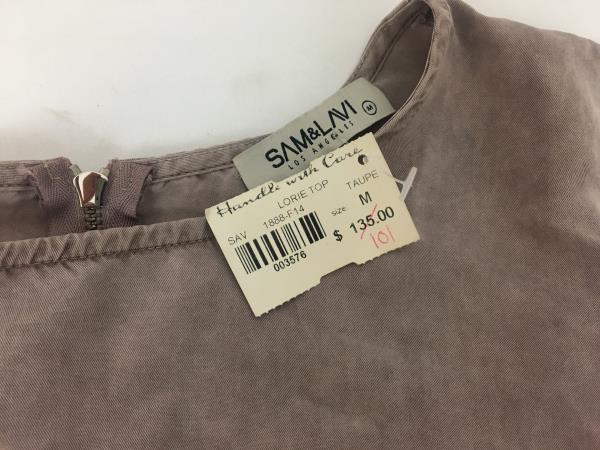 SAM&LAVI
LOS ANGELES
M
Handle with Care
LORIE TOP
TAUPE
SAV
1888-F14
size:
M
003576
$ 135.00
101